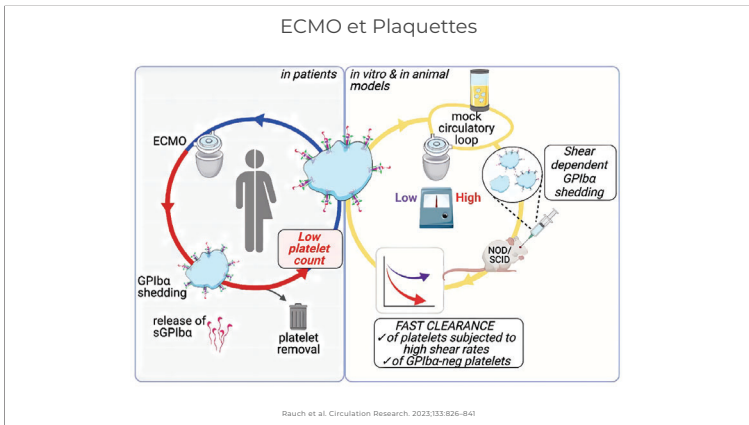 ECMO et Plaquettes
in patients
ECMO
Low
platelet
count
GPIbα
shedding
release of
sGPIbα
platelet
removal
in vitro & in animal
models
mock
circulatory
loop
Shear
dependent
GPIbα
shedding
Low
High
NOD/
SCID
FAST CLEARANCE
✓of platelets subjected to
high shear rates
✓of GPIbα-neg platelets
Rauch et al. Circulation Research. 2023;133:826-841